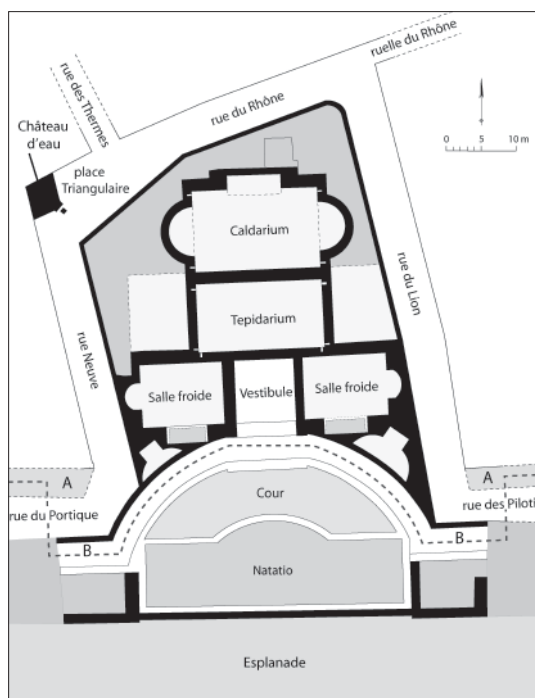 ruelle du Rhône
rue des Thermes
rue du Rhône
Château
d'eau
place
Triangulaire
0 5 10 m
Caldarium
rue du Lion
Tepidarium
rue Neuve
Salle froide
Vestibule
Salle froide
A
A
Cour
rue du Portique
rue des Piloti
B
B
Natatio
Esplanade